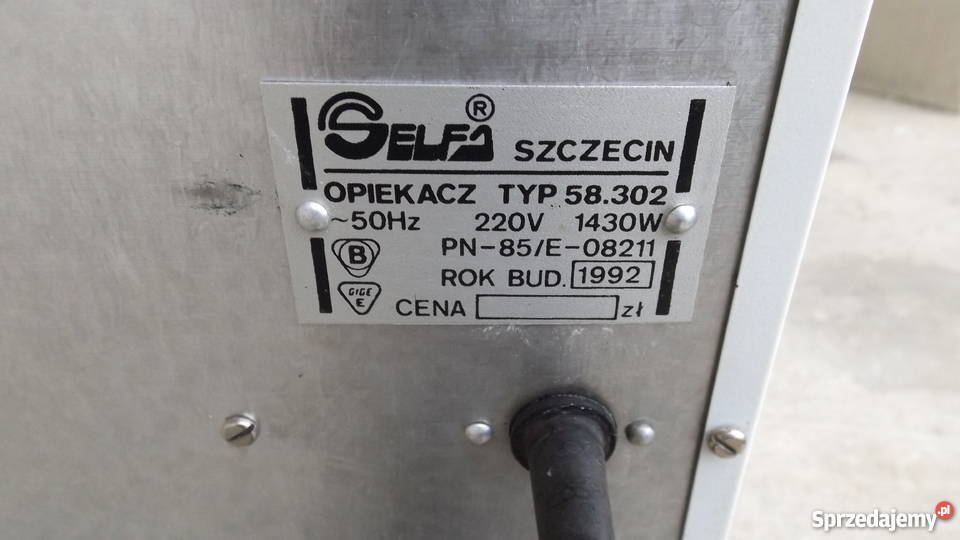 SELFA ® SZCZECIN
OPIEKACZ TYP 58.302
~50Hz 220V 1430W
B PN-85/E-08211
ROK BUD. 1992
GIGE E
CENA zł
Sprzedajemy.pl